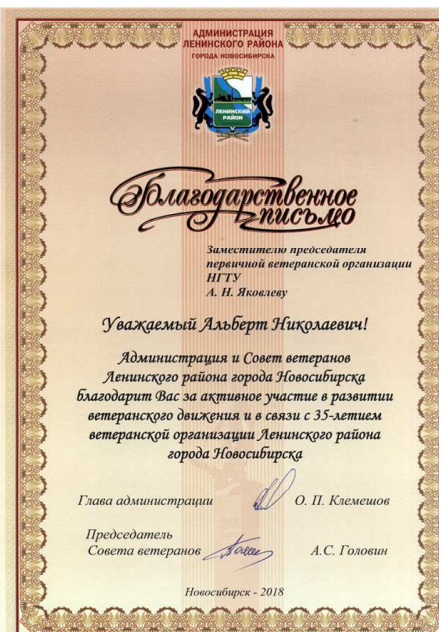 АДМИНИСТРАЦИЯ
ЛЕНИНСКОГО РАЙОНА
ГОРОДА НОВОСИБИРСКА
ЛЕНИНСКИЙ
РАЙОН
Благодарственное
письмо
Заместителю председателя
первичной ветеранской организации
НГТУ
А. Н. Яковлеву
Уважаемый Альберт Николаевич!
Администрация и Совет ветеранов
Ленинского района города Новосибирска
благодарит Вас за активное участие в развитии
ветеранского движения и в связи с 35-летием
ветеранской организации Ленинского района
города Новосибирска
Глава администрации О. П. Клемешов
Председатель
Совета ветеранов А.С. Головин
Новосибирск - 2018